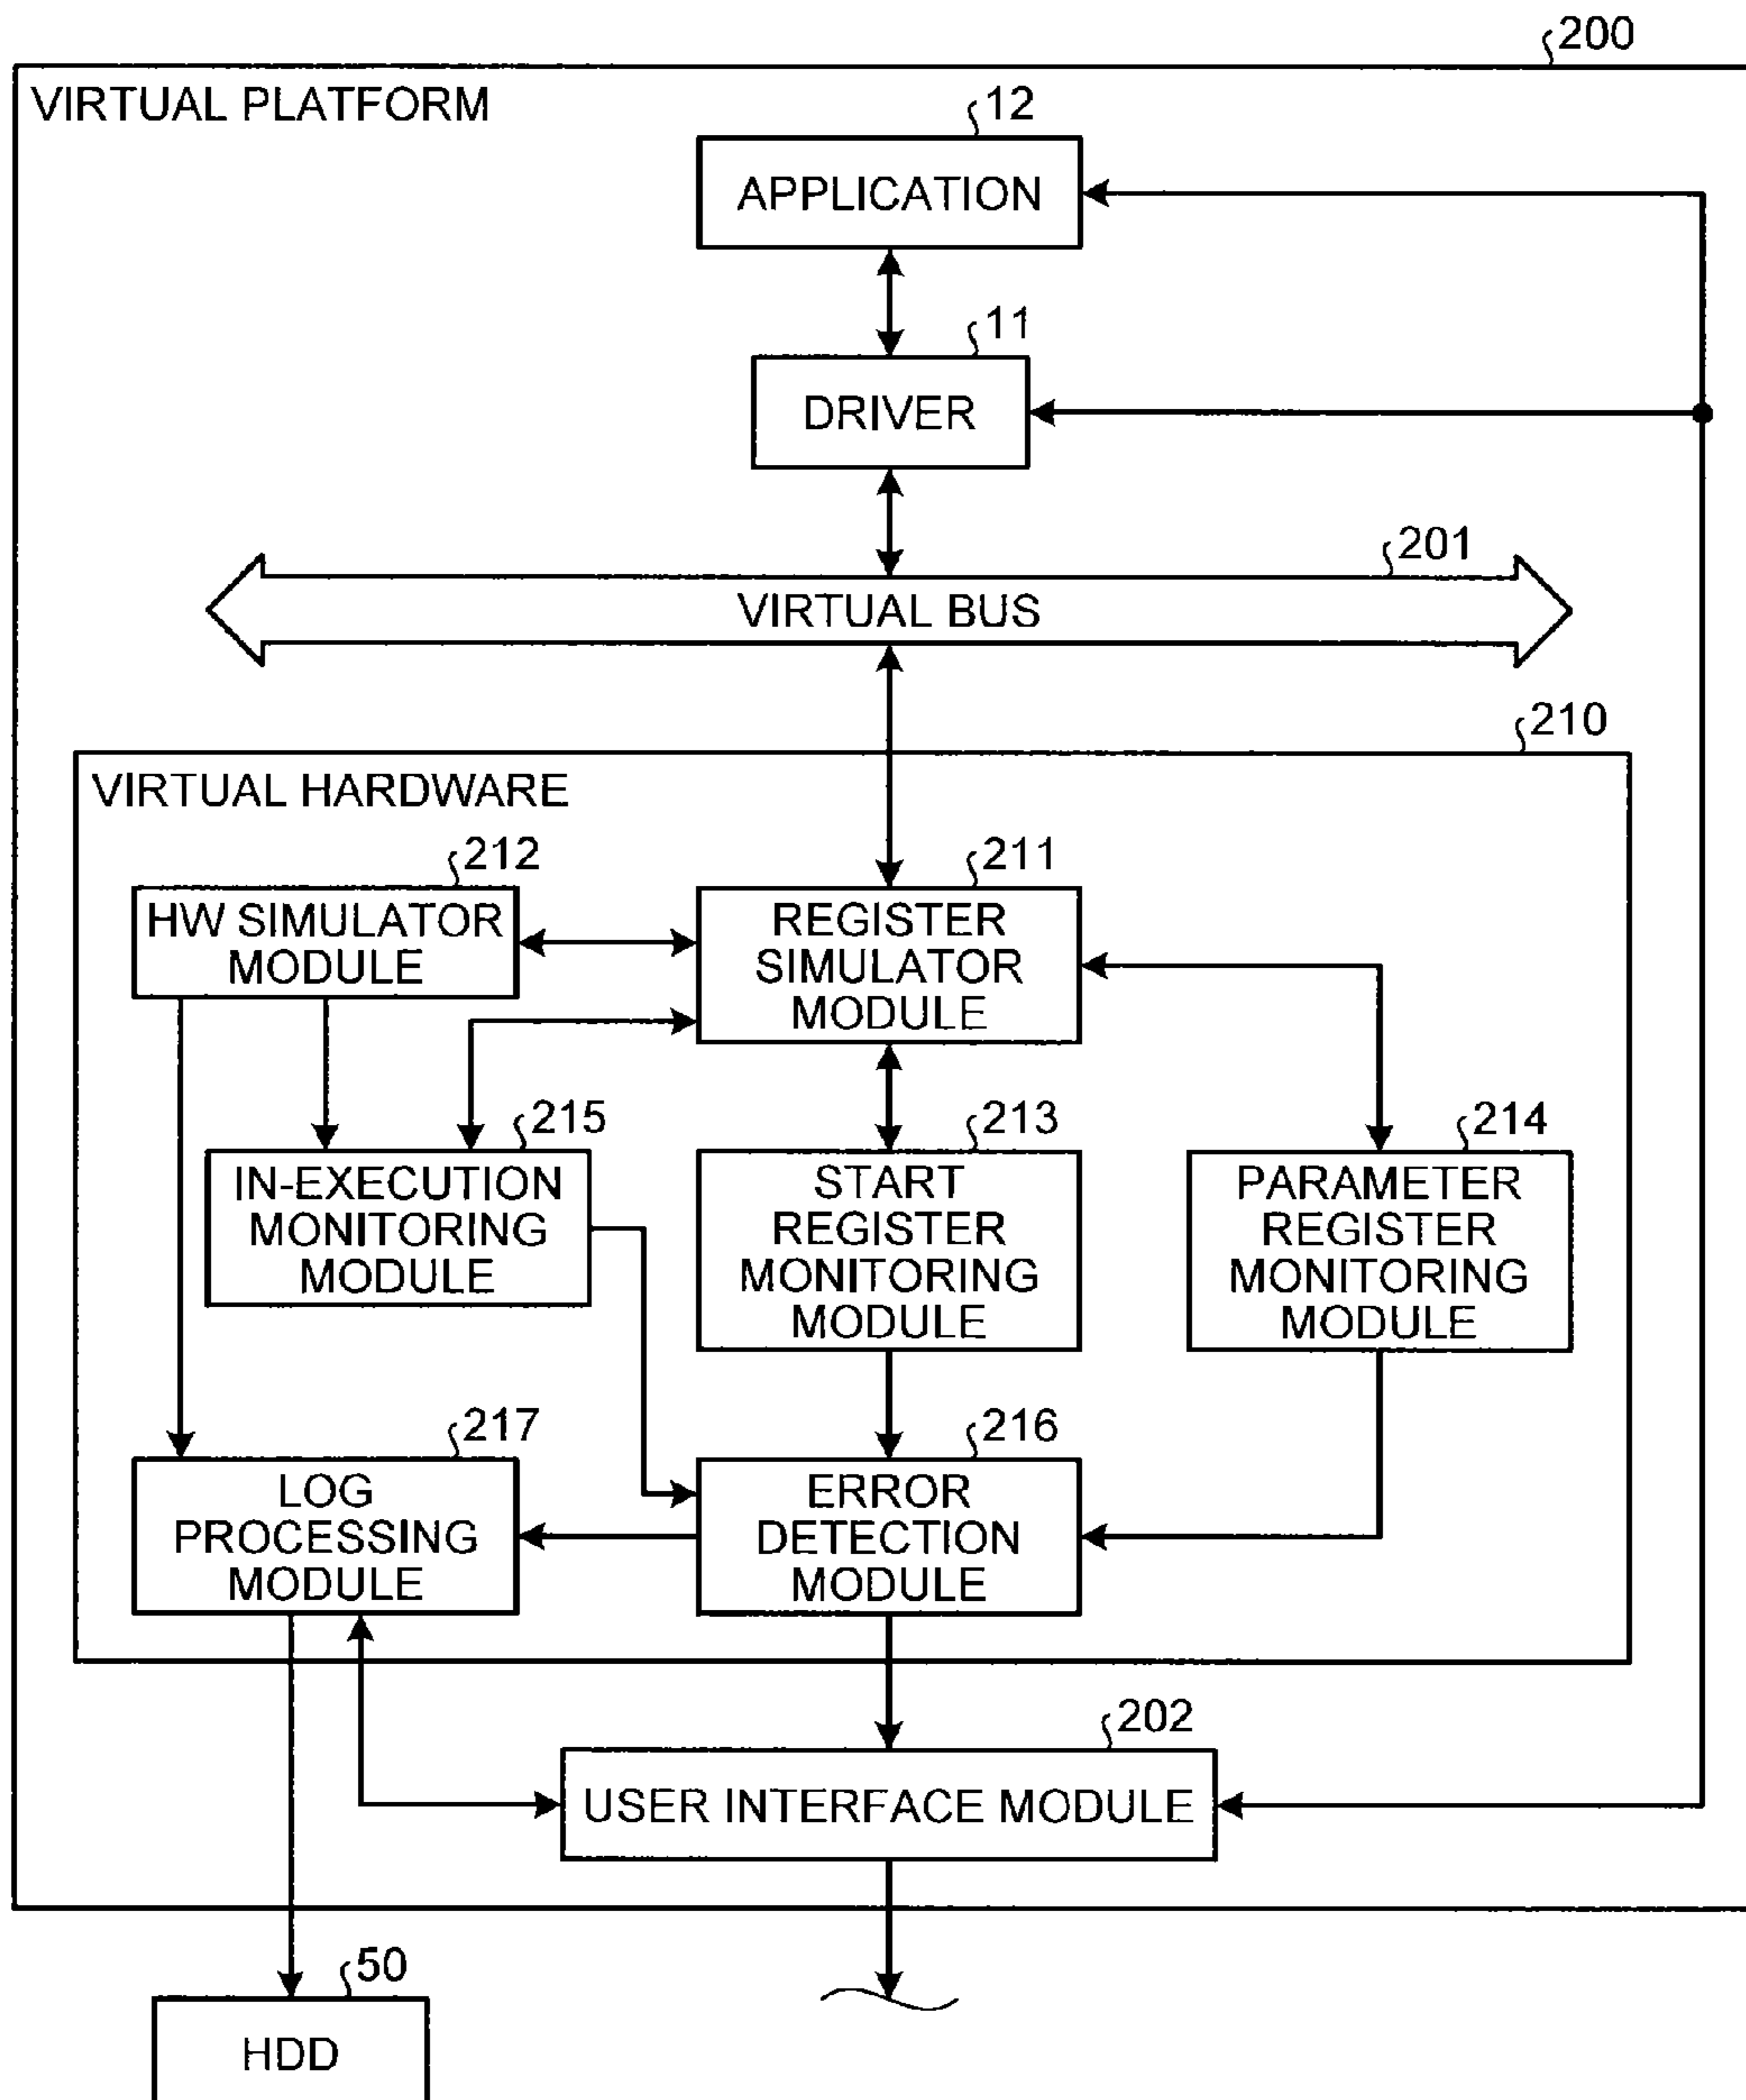 200
VIRTUAL PLATFORM
12
APPLICATION
11
DRIVER
201
VIRTUAL BUS
210
VIRTUAL HARDWARE
212
HW SIMULATOR
MODULE
211
REGISTER
SIMULATOR
MODULE
215
IN-EXECUTION
MONITORING
MODULE
213
START
REGISTER
MONITORING
MODULE
214
PARAMETER
REGISTER
MONITORING
MODULE
217
LOG
PROCESSING
MODULE
216
ERROR
DETECTION
MODULE
202
USER INTERFACE MODULE
50
HDD